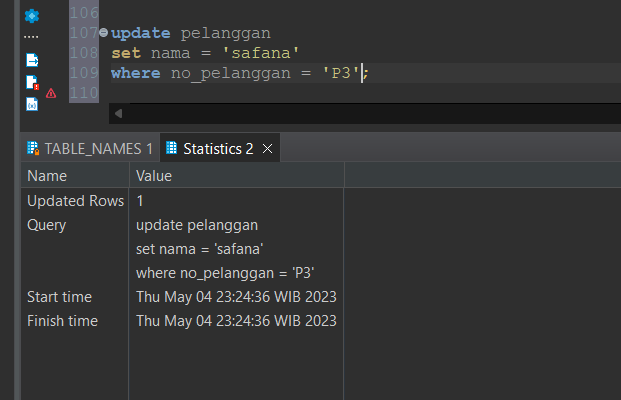 106
107 update pelanggan
108 set nama = 'safana'
109 where no_pelanggan = 'P3';
110
TABLE_NAMES 1 Statistics 2
Name Value
Updated Rows 1
Query update pelanggan
set nama = 'safana'
where no_pelanggan = 'P3'
Start time Thu May 04 23:24:36 WIB 2023
Finish time Thu May 04 23:24:36 WIB 2023